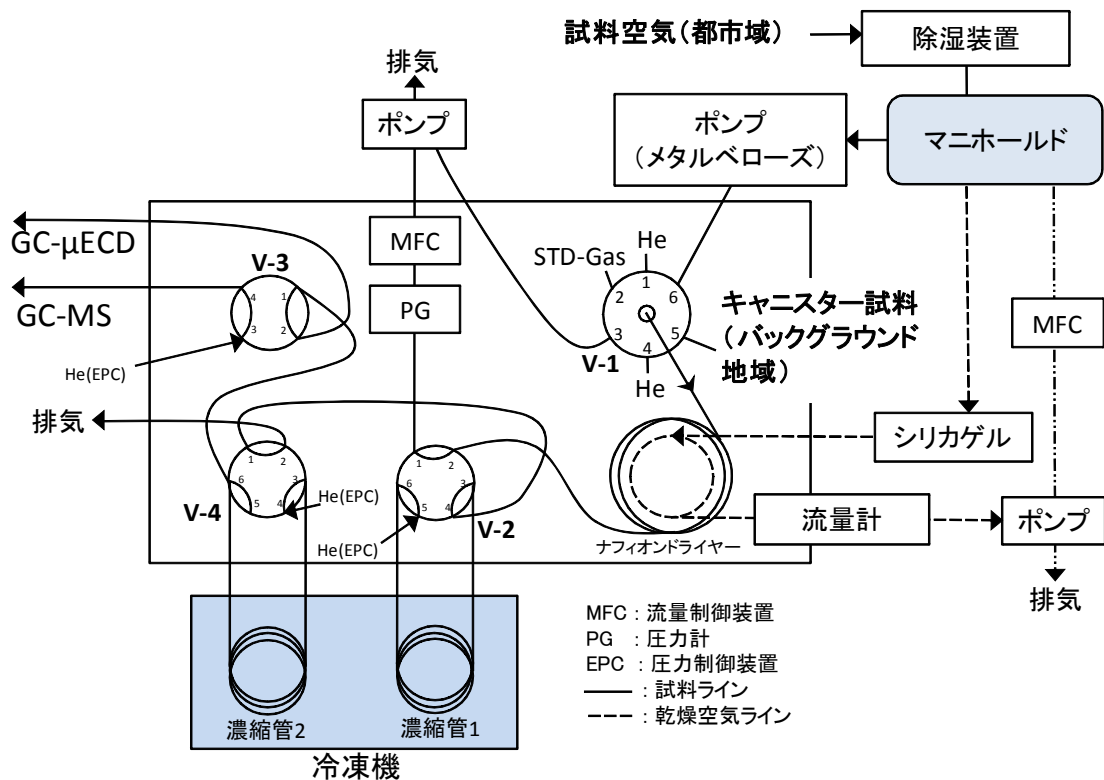 試料空気（都市域）
除湿装置
排気
ポンプ
ポンプ
（メタルベローズ）
マニホールド
GC-μECD
GC-MS
V-3
4
1
3
2
He(EPC)
MFC
PG
STD-Gas
He
1
2
6
3
5
4
V-1
He
キャニスター試料
（バックグラウンド
地域）
MFC
排気
シリカゲル
1
2
6
3
5
4
V-4
He(EPC)
He(EPC)
1
2
6
3
5
4
V-2
ナフィオンドライヤー
流量計
ポンプ
排気
濃縮管2
濃縮管1
冷凍機
MFC：流量制御装置
PG：圧力計
EPC：圧力制御装置
：試料ライン
：乾燥空気ライン